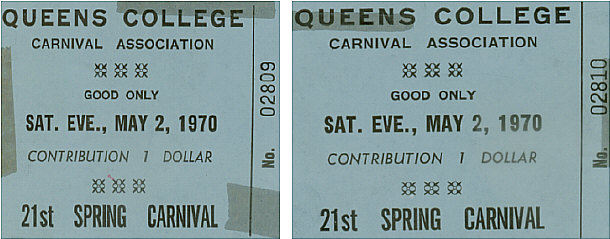 QUEENS COLLEGE
CARNIVAL ASSOCIATION
GOOD ONLY
SAT. EVE., MAY 2, 1970
CONTRIBUTION 1 DOLLAR
21st SPRING CARNIVAL
No. 02809
QUEENS COLLEGE
CARNIVAL ASSOCIATION
GOOD ONLY
SAT. EVE., MAY 2, 1970
CONTRIBUTION 1 DOLLAR
21st SPRING CARNIVAL
No. 02810